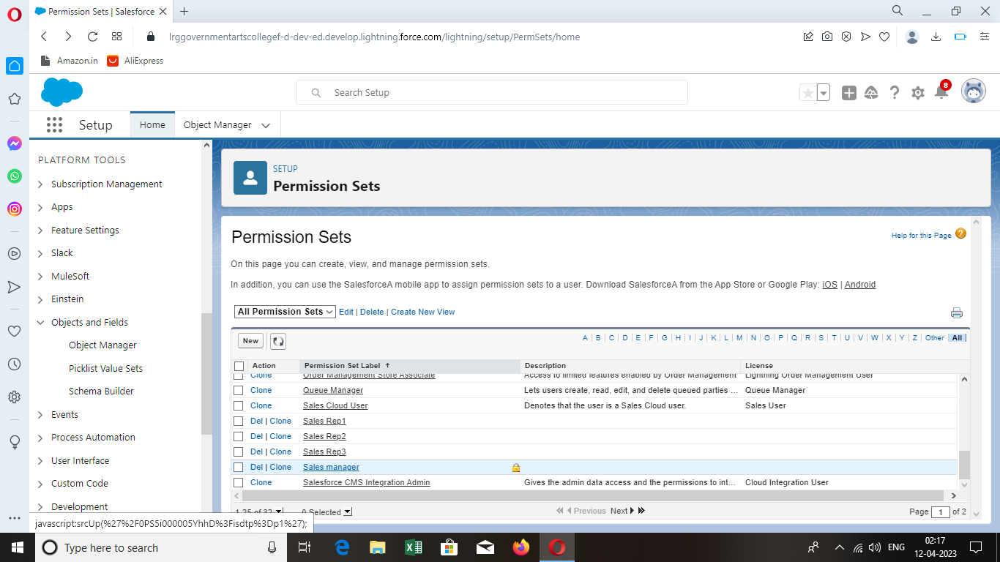 Permission Sets | Salesforce
lrggovernmentartscollegef-d-dev-ed.develop.lightning.force.com/lightning/setup/PermSets/home
Amazon.in
AliExpress
Search Setup
8
Setup
Home
Object Manager
PLATFORM TOOLS
Subscription Management
Apps
Feature Settings
Slack
MuleSoft
Einstein
Objects and Fields
Object Manager
Picklist Value Sets
Schema Builder
Events
Process Automation
User Interface
Custom Code
Development
SETUP
Permission Sets
Permission Sets
Help for this Page ?
On this page you can create, view, and manage permission sets.
In addition, you can use the SalesforceA mobile app to assign permission sets to a user. Download SalesforceA from the App Store or Google Play: iOS | Android
All Permission Sets Edit | Delete | Create New View
New A | B | C | D | E | F | G | H | I | J | K | L | M | N | O | P | Q | R | S | T | U | V | W | X | Y | Z | Other | All
Action Permission Set Label Description License
Clone Order Management Store Associate Access to limited features enabled by Order Management Lightning Order Management User
Clone Queue Manager Lets users create, read, edit, and delete queued parties ... Queue Manager
Clone Sales Cloud User Denotes that the user is a Sales Cloud user. Sales User
Del | Clone Sales Rep1
Del | Clone Sales Rep2
Del | Clone Sales Rep3
Del | Clone Sales manager
Clone Salesforce CMS Integration Admin Gives the admin data access and the permissions to int... Cloud Integration User
1-25 of 32 0 Selected Previous Next Page 1 of 2
javascript:srcUp(%27%2F0PS5i000005YhhD%3Fisdtp%3Dp1%27);
Type here to search
ENG
02:17
12-04-2023